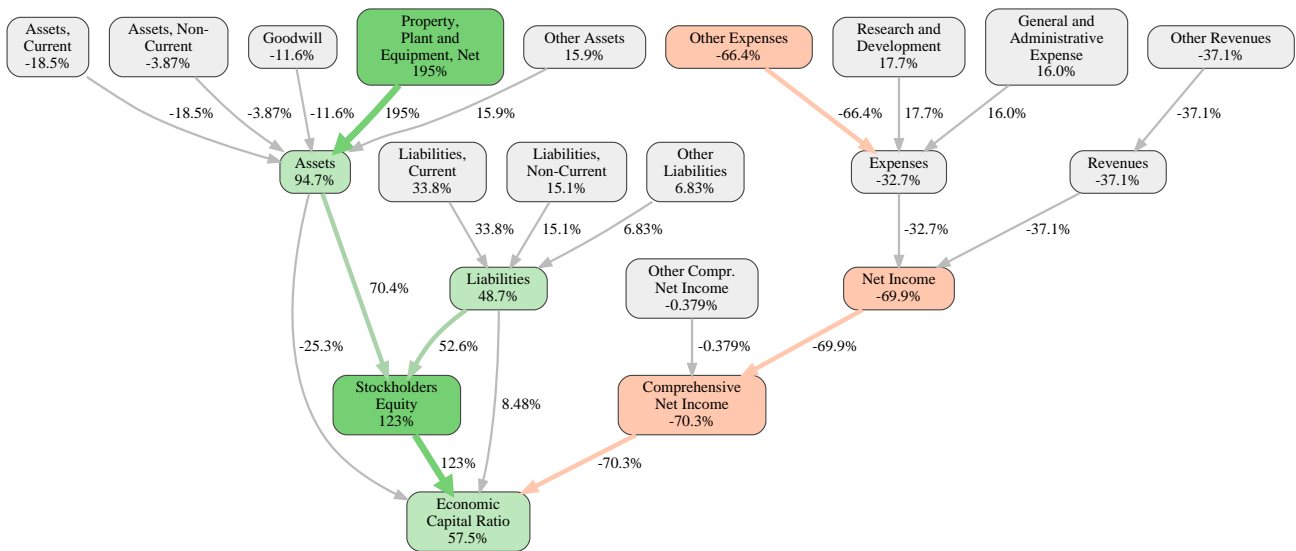 Assets,
Current
-18.5%
Assets, Non-
Current
-3.87%
Goodwill
-11.6%
Property,
Plant and
Equipment, Net
195%
Other Assets
15.9%
Other Expenses
-66.4%
Research and
Development
17.7%
General and
Administrative
Expense
16.0%
Other Revenues
-37.1%
-18.5%
-3.87%
-11.6%
195%
15.9%
-66.4%
17.7%
16.0%
-37.1%
Assets
94.7%
Liabilities,
Current
33.8%
Liabilities,
Non-Current
15.1%
Other
Liabilities
6.83%
Expenses
-32.7%
Revenues
-37.1%
33.8%
15.1%
6.83%
-32.7%
-37.1%
70.4%
Liabilities
48.7%
Other Compr.
Net Income
-0.379%
Net Income
-69.9%
-25.3%
52.6%
-0.379%
-69.9%
Stockholders
Equity
123%
8.48%
Comprehensive
Net Income
-70.3%
123%
-70.3%
Economic
Capital Ratio
57.5%